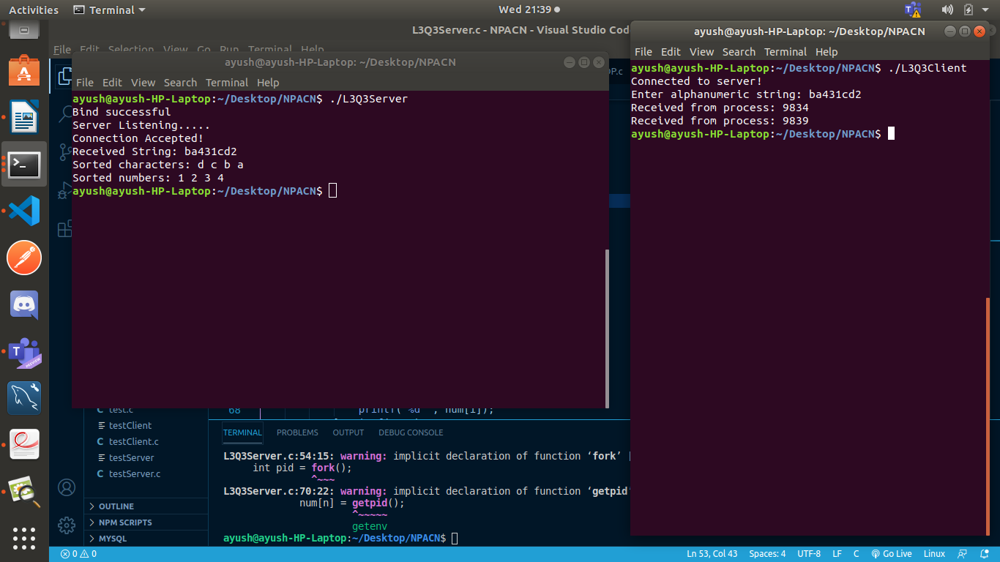 Activities Terminal Wed 21:39
L3Q3Server.c - NPACN - Visual Studio Cod
File Edit Selection View Go Run Terminal Help
ayush@ayush-HP-Laptop: ~/Desktop/NPACN
File Edit View Search Terminal Help
ayush@ayush-HP-Laptop:~/Desktop/NPACN$ ./L3Q3Server
Bind successful
Server Listening.....
Connection Accepted!
Received String: ba431cd2
Sorted characters: d c b a
Sorted numbers: 1 2 3 4
ayush@ayush-HP-Laptop:~/Desktop/NPACN$
ayush@ayush-HP-Laptop: ~/Desktop/NPACN
File Edit View Search Terminal Help
ayush@ayush-HP-Laptop:~/Desktop/NPACN$ ./L3Q3Client
Connected to server!
Enter alphanumeric string: ba431cd2
Received from process: 9834
Received from process: 9839
ayush@ayush-HP-Laptop:~/Desktop/NPACN$
test.c
testClient
testClient.c
testServer
testServer.c
OUTLINE
NPM SCRIPTS
MYSQL
68 printf("%d ", num[i]);
TERMINAL PROBLEMS OUTPUT DEBUG CONSOLE
L3Q3Server.c:54:15: warning: implicit declaration of function ‘fork’ [
int pid = fork();
^~~~
L3Q3Server.c:70:22: warning: implicit declaration of function ‘getpid’
num[n] = getpid();
^~~~~~
getenv
ayush@ayush-HP-Laptop:~/Desktop/NPACN$
0 0 Ln 53, Col 43 Spaces: 4 UTF-8 LF C Go Live Linux